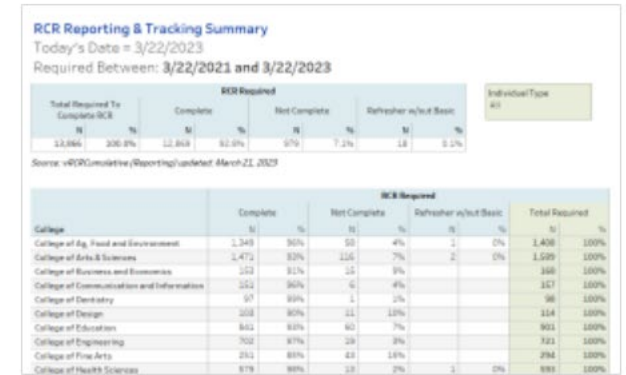 RCR Reporting & Tracking Summary
Today's Date = 3/22/2023
Required Between: 3/22/2021 and 3/22/2023
RCR Required
Individual Type
Total Required To Complete RCR Complete Not Complete Refresher w/out Basic
All
N % N % N % N %
13,866 100.0% 12,869 92.8% 979 7.1% 18 0.1%
Source: vRCRCumulative (Reporting) updated: March 21, 2023
RCR Required
Complete Not Complete Refresher w/out Basic Total Required
College N % N % N % N %
College of Ag, Food and Environment 1,349 96% 58 4% 1 0% 1,408 100%
College of Arts & Sciences 1,471 93% 116 7% 2 0% 1,589 100%
College of Business and Economics 153 91% 15 9% 168 100%
College of Communication and Information 151 96% 6 4% 157 100%
College of Dentistry 97 99% 1 1% 98 100%
College of Design 103 90% 11 10% 114 100%
College of Education 841 93% 60 7% 901 100%
College of Engineering 702 97% 19 3% 721 100%
College of Fine Arts 251 85% 43 15% 294 100%
College of Health Sciences 579 98% 13 2% 1 0% 593 100%